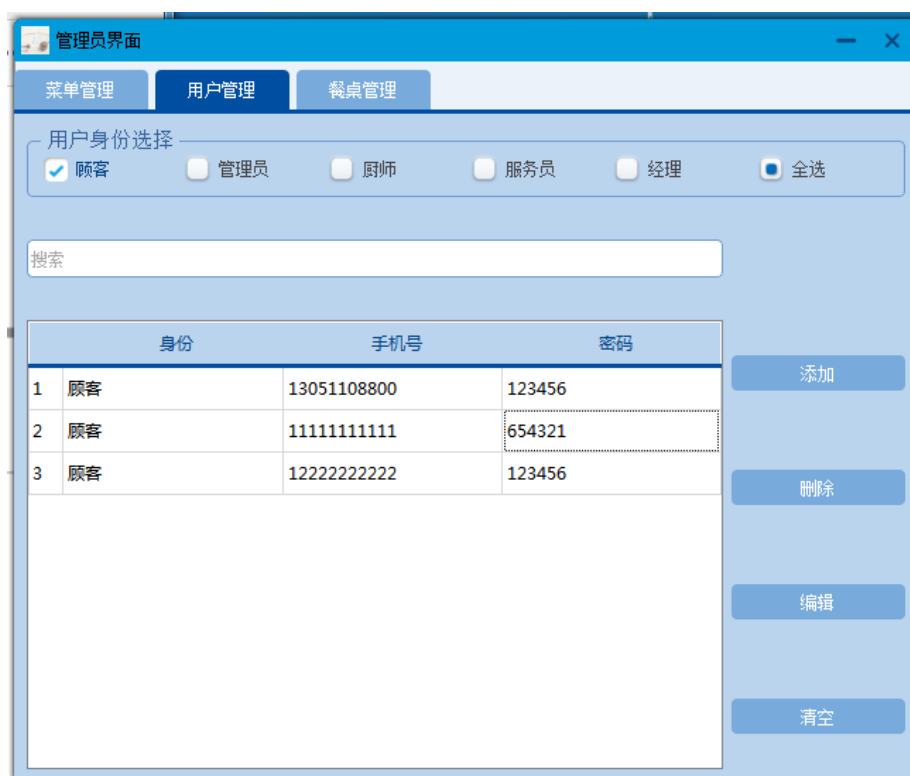 管理员界面
菜单管理 用户管理 餐桌管理
用户身份选择
顾客 管理员 厨师 服务员 经理 全选
搜索
身份 手机号 密码
1 顾客 13051108800 123456
添加
2 顾客 11111111111 654321
3 顾客 12222222222 123456
删除
编辑
清空